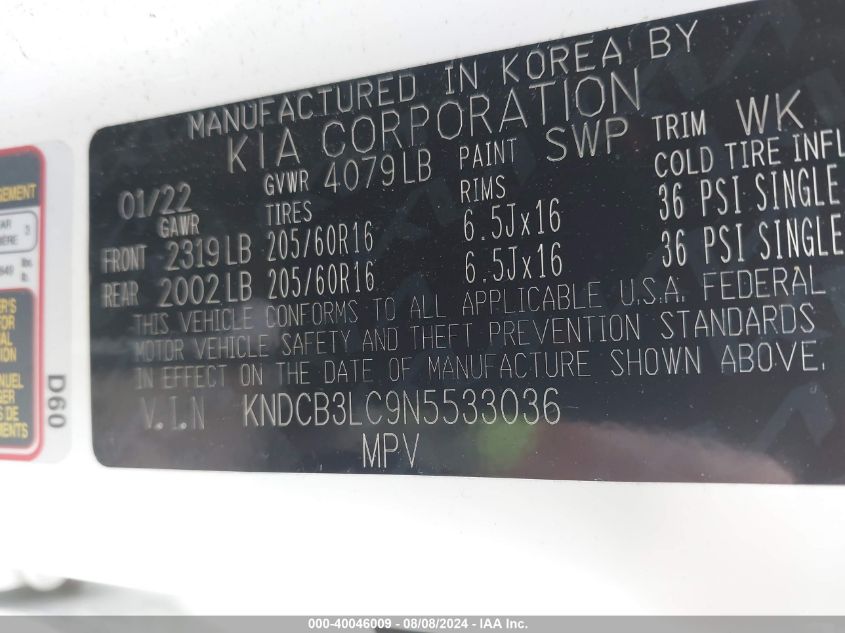 MANUFACTURED IN KOREA BY
KIA CORPORATION
01/22 GVWR 4079LB PAINT SWP TRIM WK
GAWR TIRES RIMS COLD TIRE INFL
FRONT 2319LB 205/60R16 6.5Jx16 36 PSI SINGLE
REAR 2002LB 205/60R16 6.5Jx16 36 PSI SINGLE
THIS VEHICLE CONFORMS TO ALL APPLICABLE U.S.A. FEDERAL
MOTOR VEHICLE SAFETY AND THEFT PREVENTION STANDARDS
IN EFFECT ON THE DATE OF MANUFACTURE SHOWN ABOVE.
V.I.N KNDCB3LC9N5533036
MPV
D60
000-40046009 - 08/08/2024 - IAA Inc.